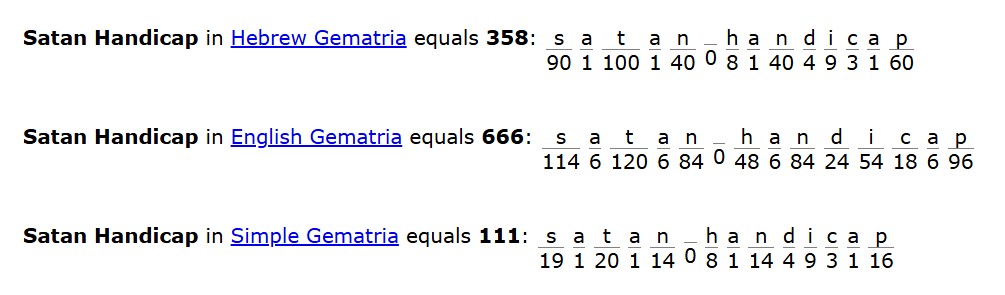 Satan Handicap in Hebrew Gematria equals 358: s a t a n _ h a n d i c a p
90 1 100 1 40 0 8 1 40 4 9 3 1 60
Satan Handicap in English Gematria equals 666: s a t a n _ h a n d i c a p
114 6 120 6 84 0 48 6 84 24 54 18 6 96
Satan Handicap in Simple Gematria equals 111: s a t a n _ h a n d i c a p
19 1 20 1 14 0 8 1 14 4 9 3 1 16